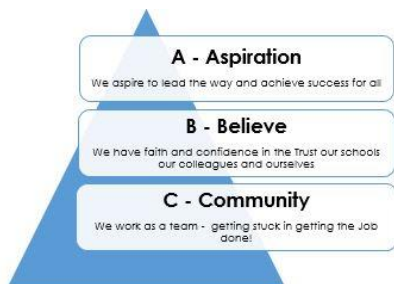 A - Aspiration
We aspire to lead the way and achieve success for all
B - Believe
We have faith and confidence in the Trust our schools
our colleagues and ourselves
C - Community
We work as a team - getting stuck in getting the Job
done!